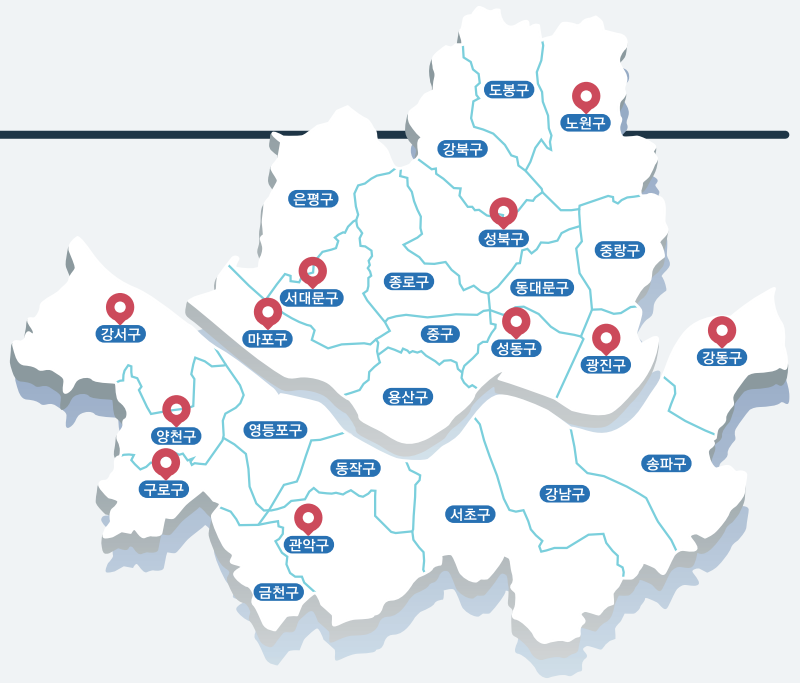 도봉구
노원구
강북구
은평구
성북구
중랑구
종로구
동대문구
서대문구
마포구
강서구
중구
성동구
광진구
강동구
용산구
양천구
영등포구
동작구
송파구
구로구
강남구
서초구
관악구
금천구